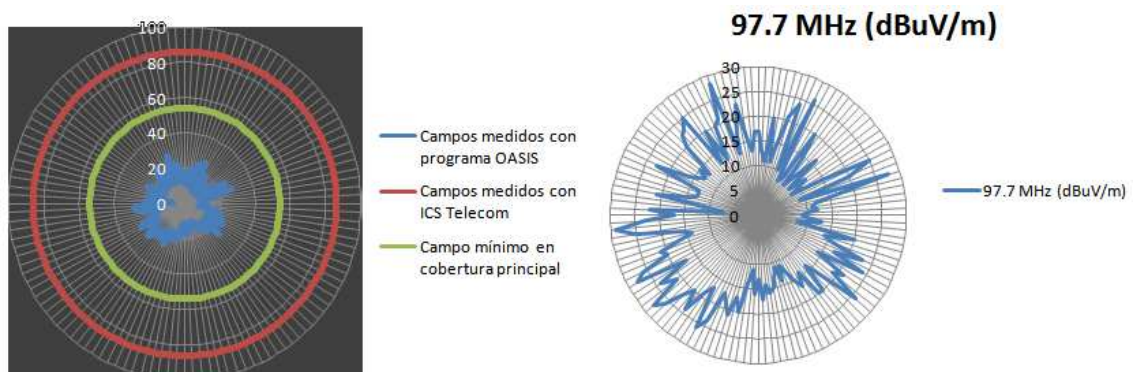 100
80
60
40
20
0
Campos medidos con
programa OASIS
Campos medidos con
ICS Telecom
Campo mínimo en
cobertura principal
97.7 MHz (dBuV/m)
30
25
20
15
10
5
0
97.7 MHz (dBuV/m)